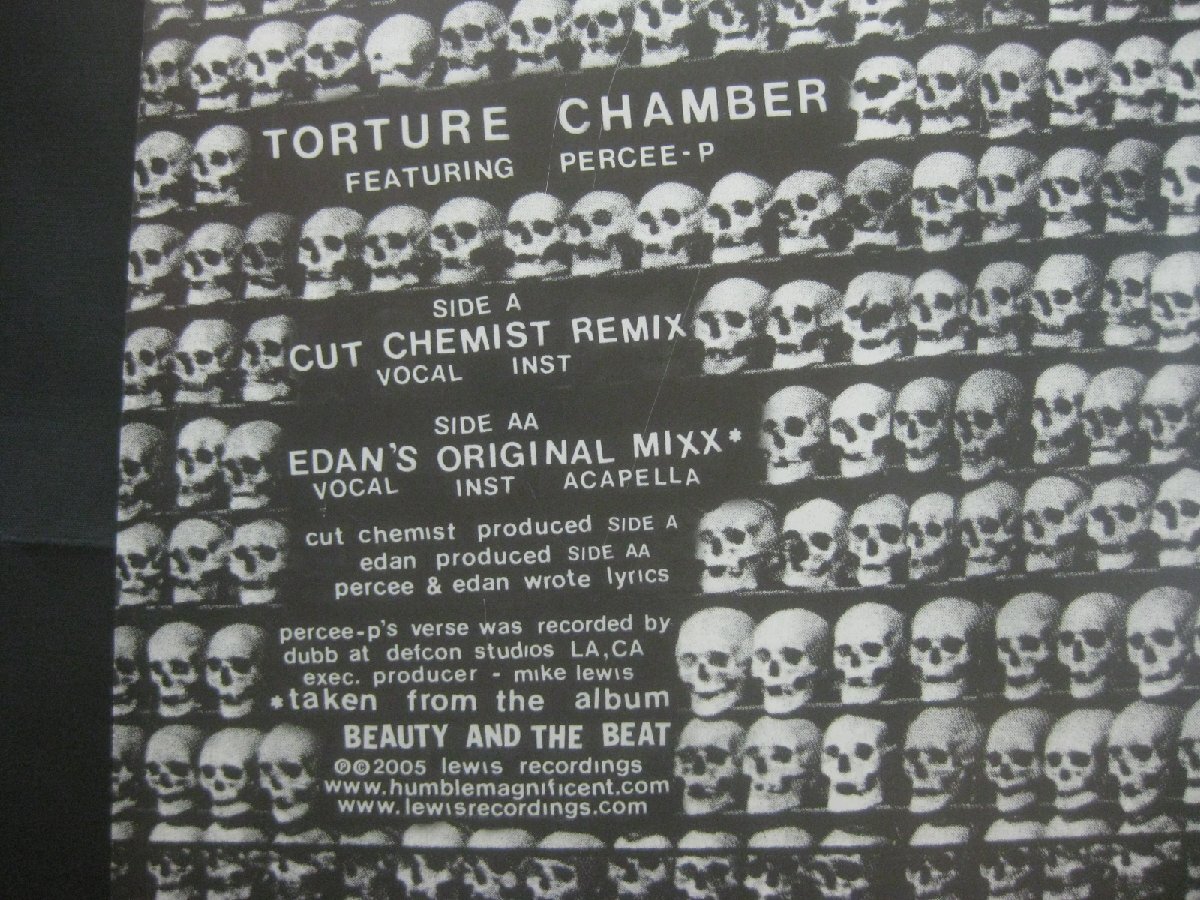 TORTURE CHAMBER
FEATURING PERCEE-P
SIDE A
CUT CHEMIST REMIX
VOCAL INST
SIDE AA
EDAN'S ORIGINAL MIXX*
VOCAL INST ACAPELLA
cut chemist produced SIDE A
edan produced SIDE AA
percee & edan wrote lyrics
percee-p's verse was recorded by
dubb at defcon studios LA,CA
exec. producer - mike lewis
*taken from the album
BEAUTY AND THE BEAT
℗©2005 lewis recordings
www.humblemagnificent.com
www.lewisrecordings.com